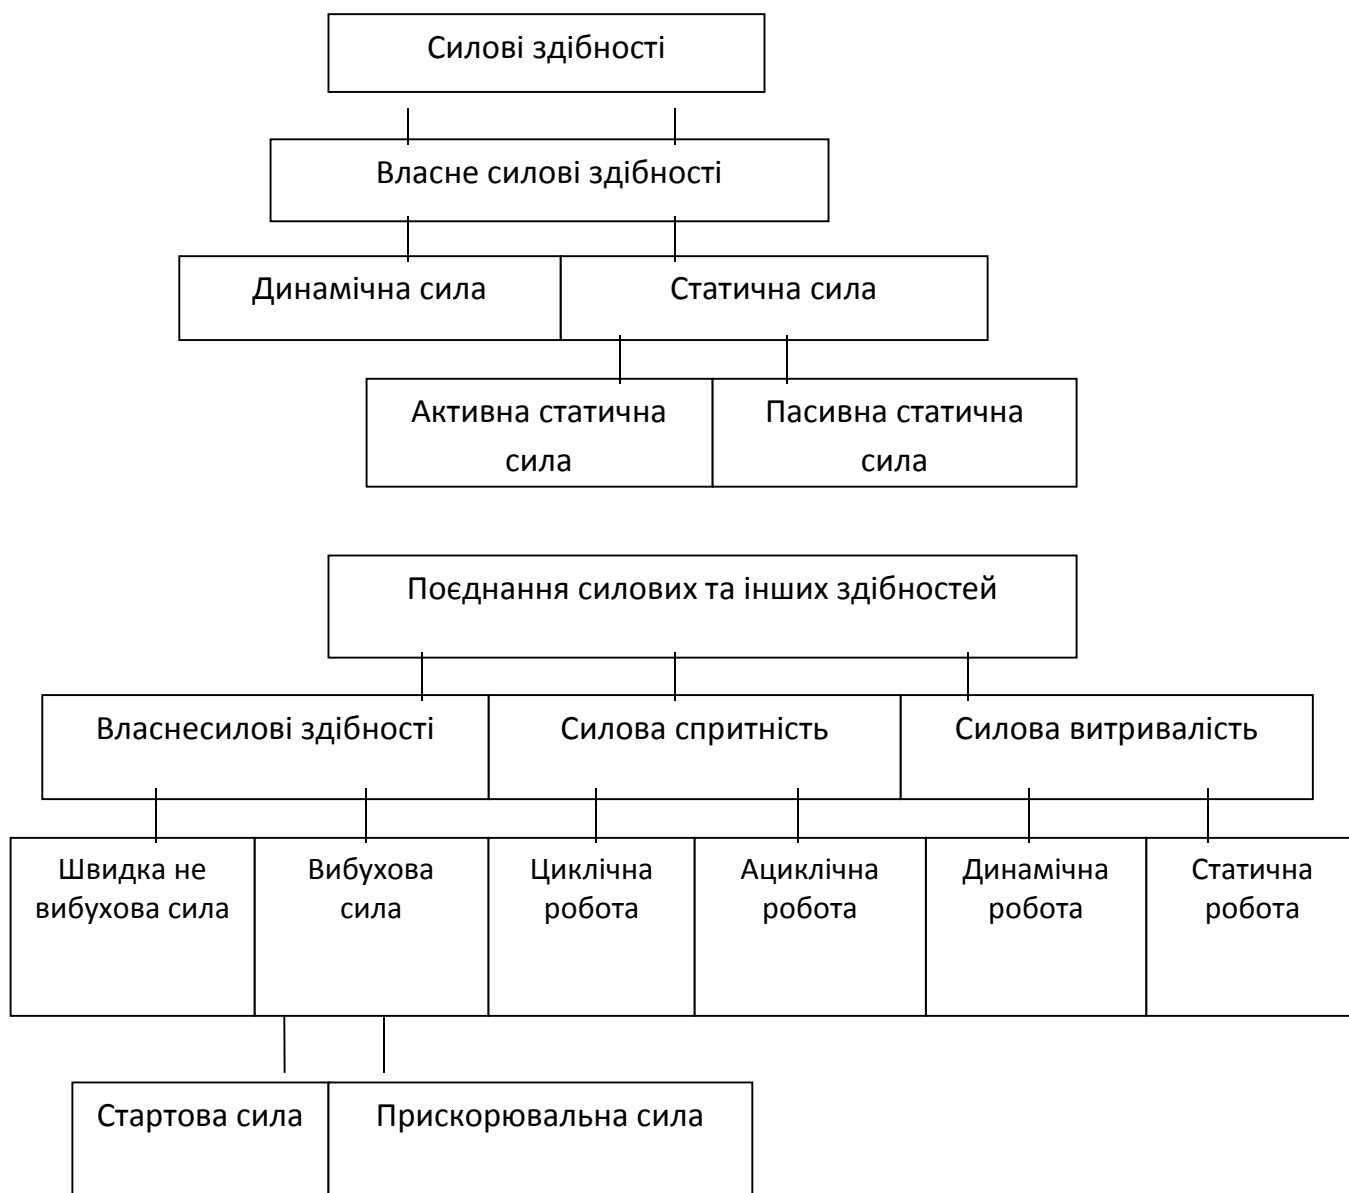 Силові здібності
Власне силові здібності
Динамічна сила
Статична сила
Активна статична
сила
Пасивна статична
сила
Поєднання силових та інших здібностей
Власнесилові здібності
Силова спритність
Силова витривалість
Швидка не
вибухова сила
Вибухова
сила
Циклічна
робота
Ациклічна
робота
Динамічна
робота
Статична
робота
Стартова сила
Прискорювальна сила